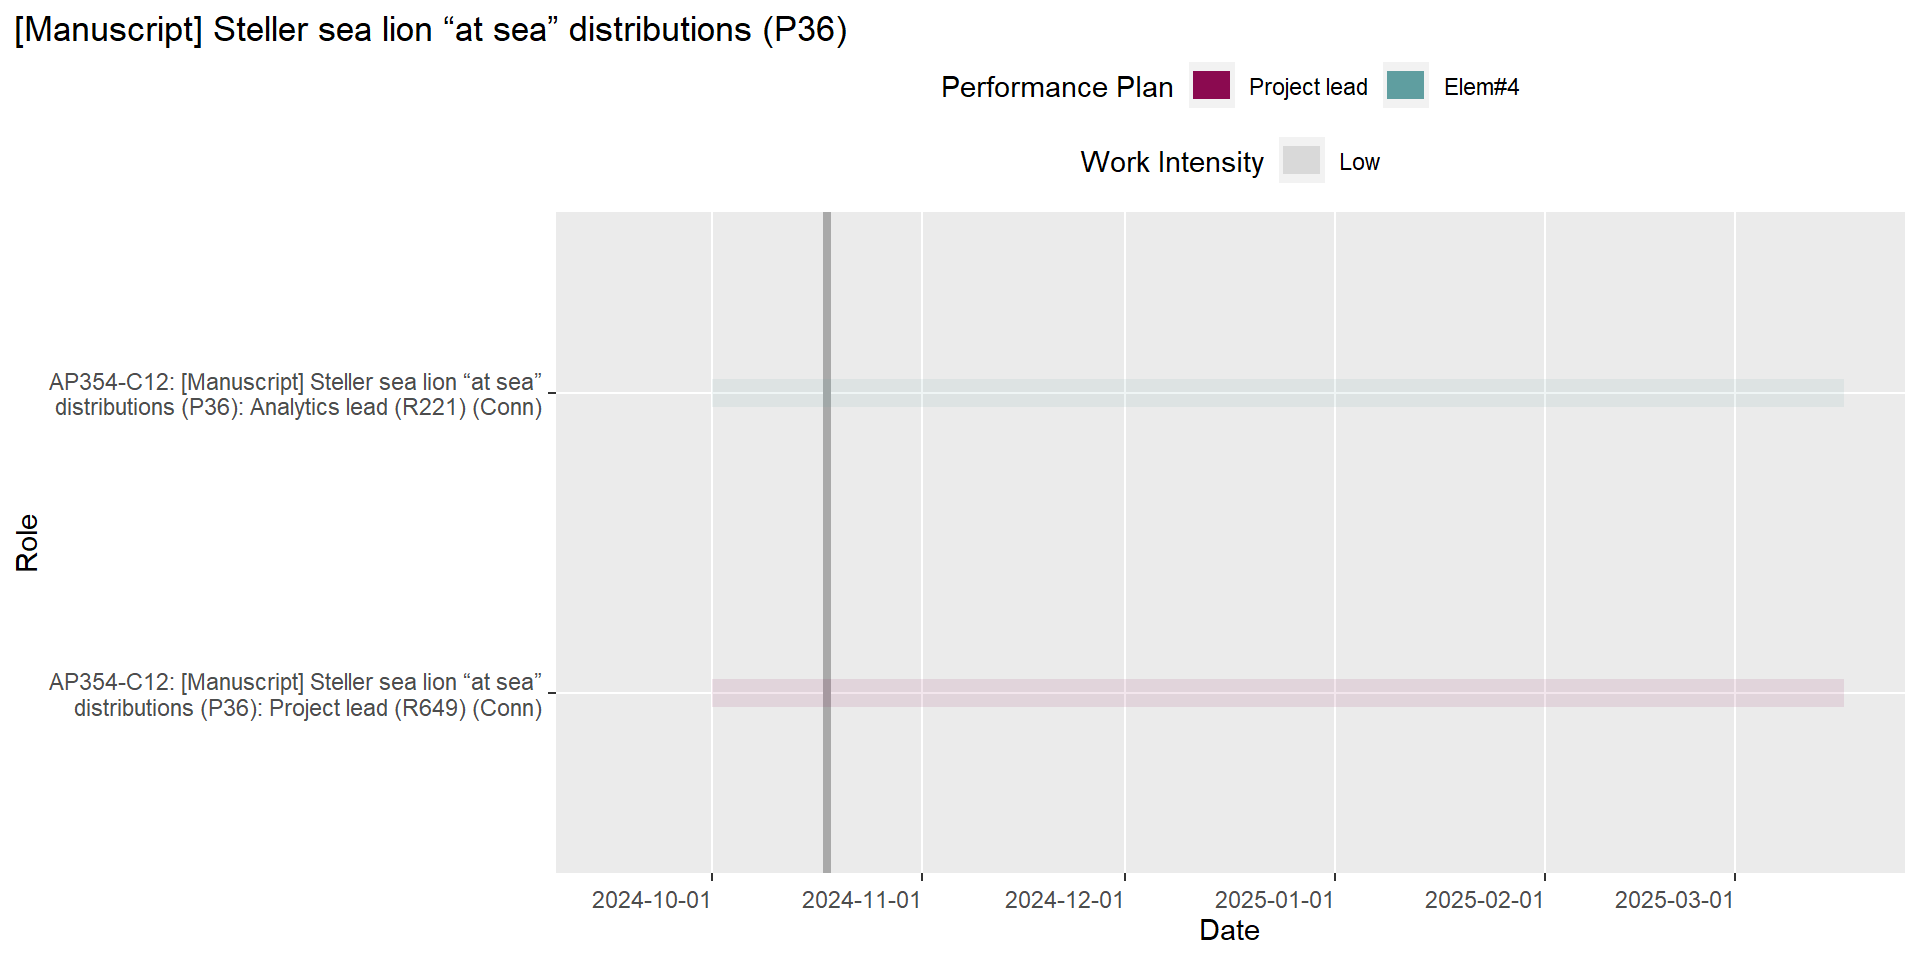 [Manuscript] Steller sea lion “at sea” distributions (P36)
Performance Plan Project lead Elem#4
Work Intensity Low
AP354-C12: [Manuscript] Steller sea lion “at sea”
distributions (P36): Analytics lead (R221) (Conn)
Role
AP354-C12: [Manuscript] Steller sea lion “at sea”
distributions (P36): Project lead (R649) (Conn)
2024-10-01 2024-11-01 2024-12-01 2025-01-01 2025-02-01 2025-03-01
Date